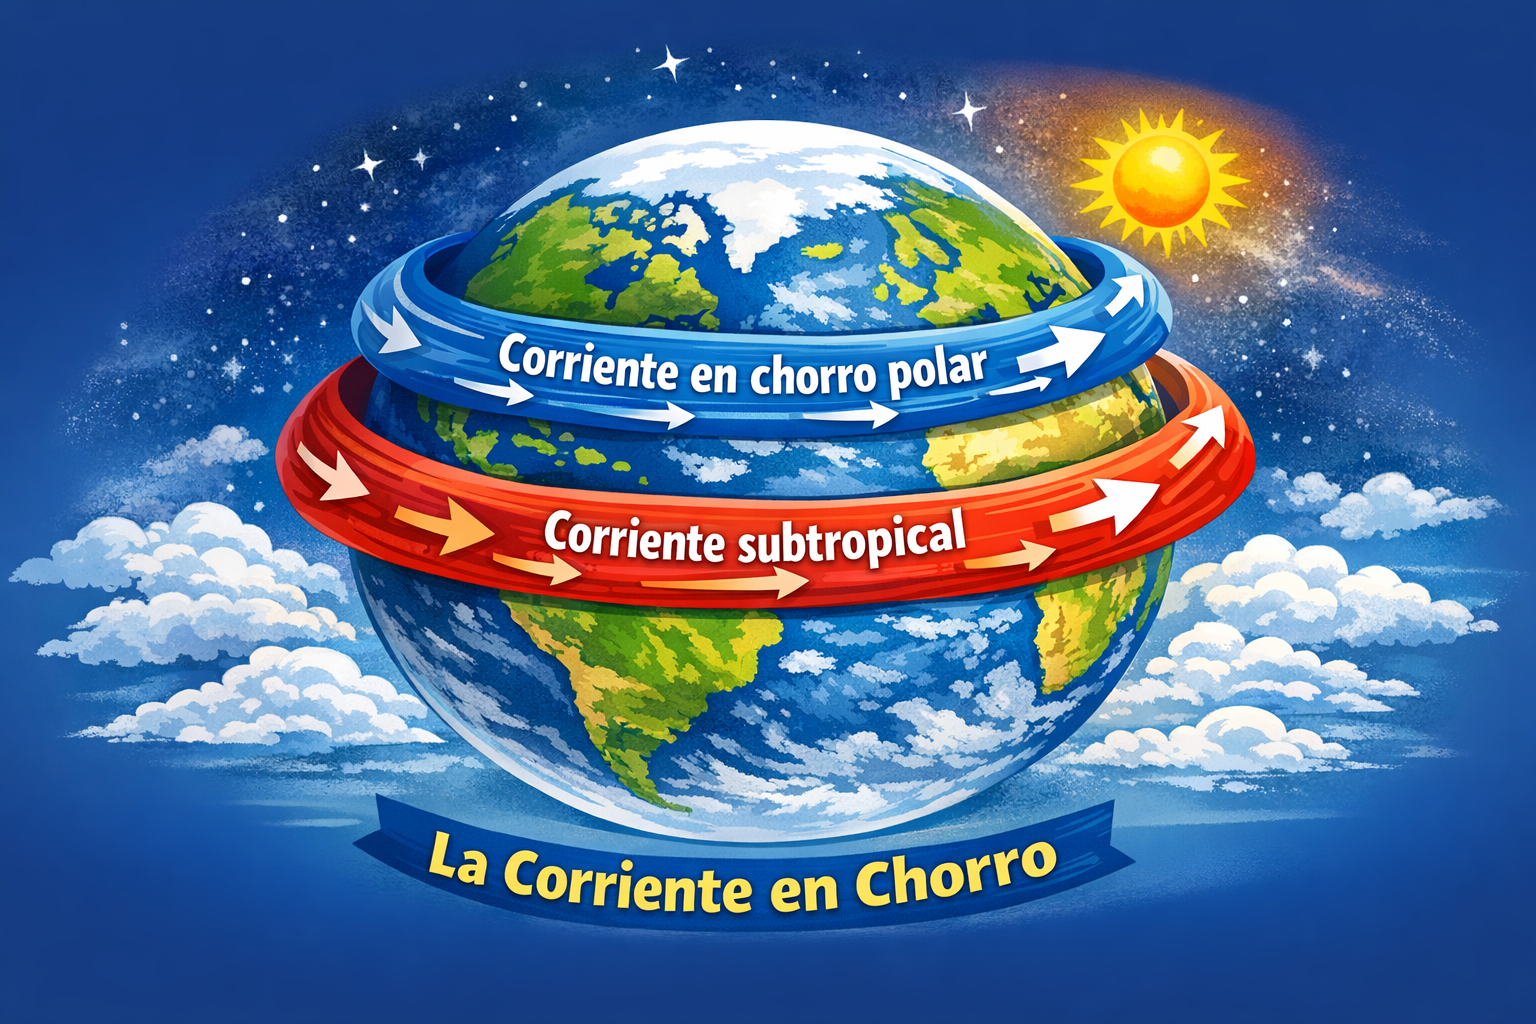 Corriente en chorro polar
Corriente subtropical
La Corriente en Chorro